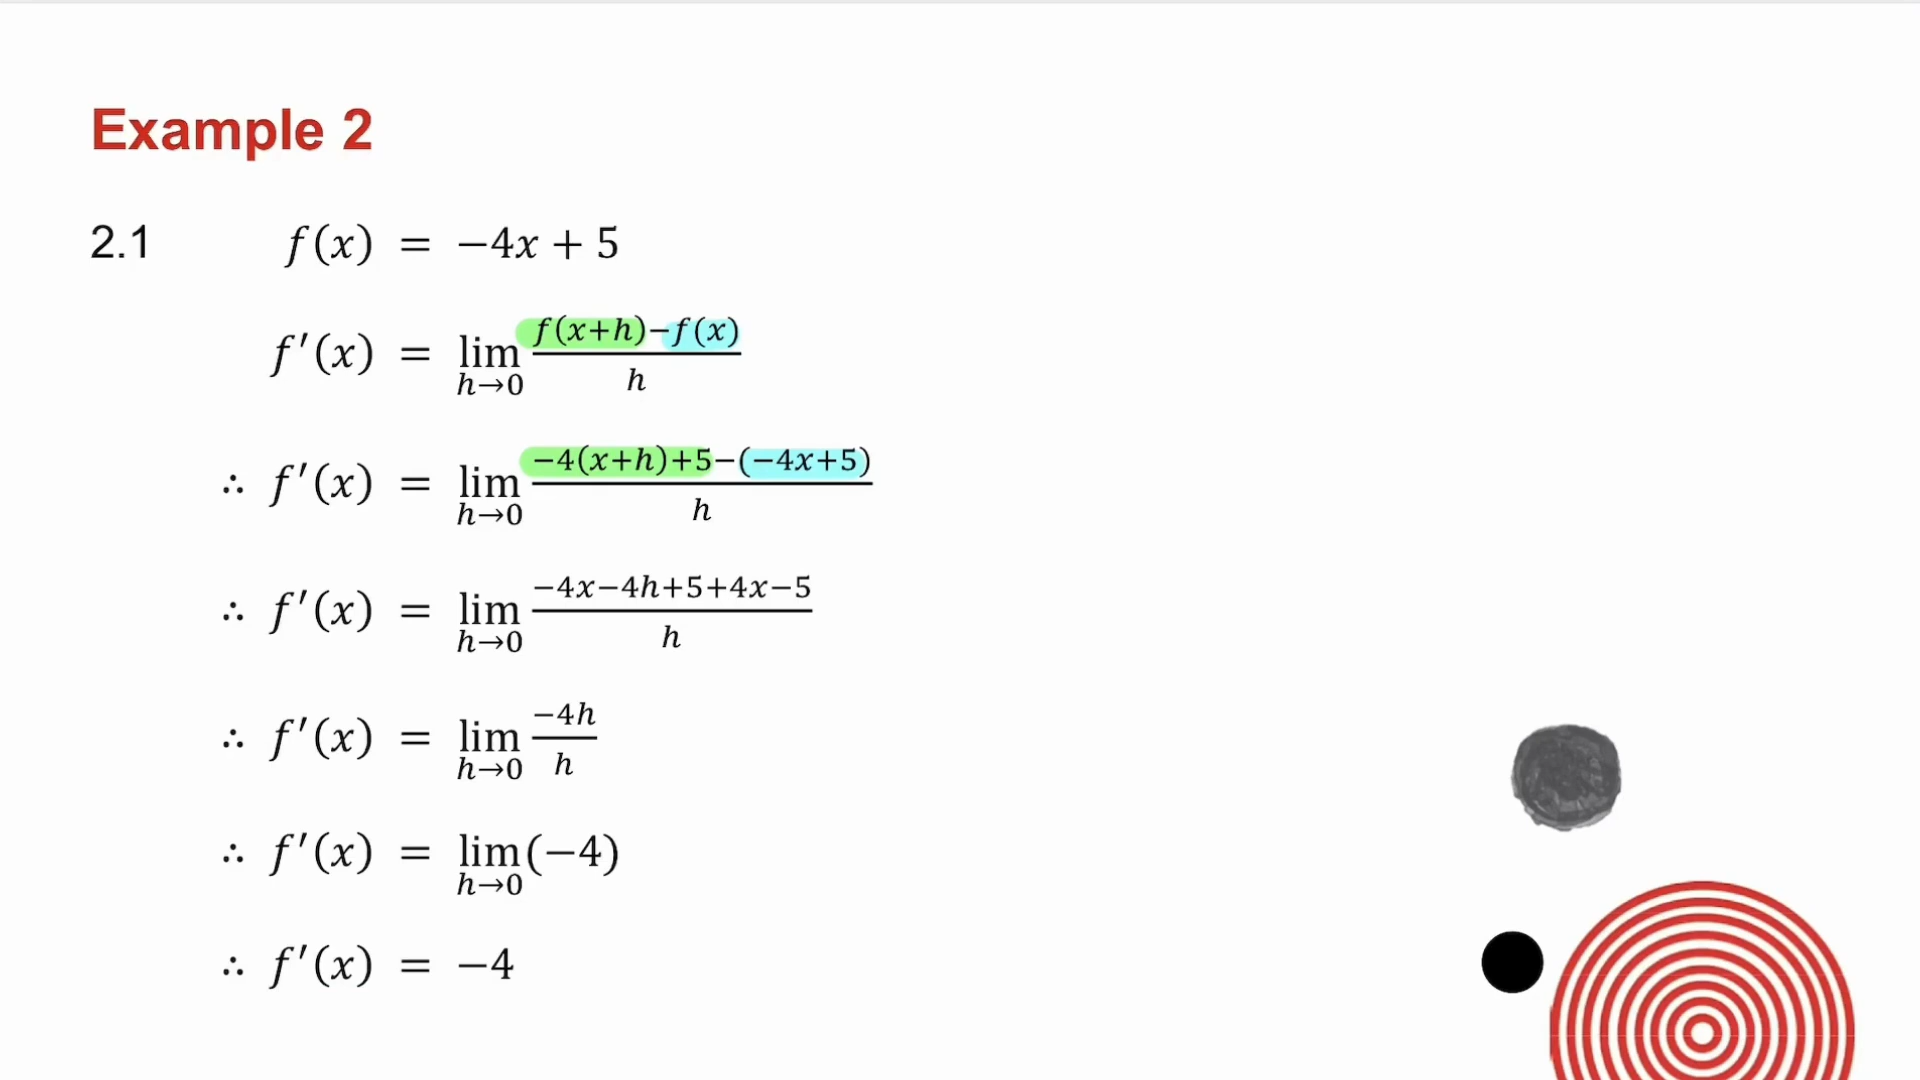 Example 2
2.1 f(x) = −4x + 5
f′(x) = lim h→0 f(x+h)−f(x) / h
∴ f′(x) = lim h→0 −4(x+h)+5−(−4x+5) / h
∴ f′(x) = lim h→0 −4x−4h+5+4x−5 / h
∴ f′(x) = lim h→0 −4h / h
∴ f′(x) = lim h→0 (−4)
∴ f′(x) = −4